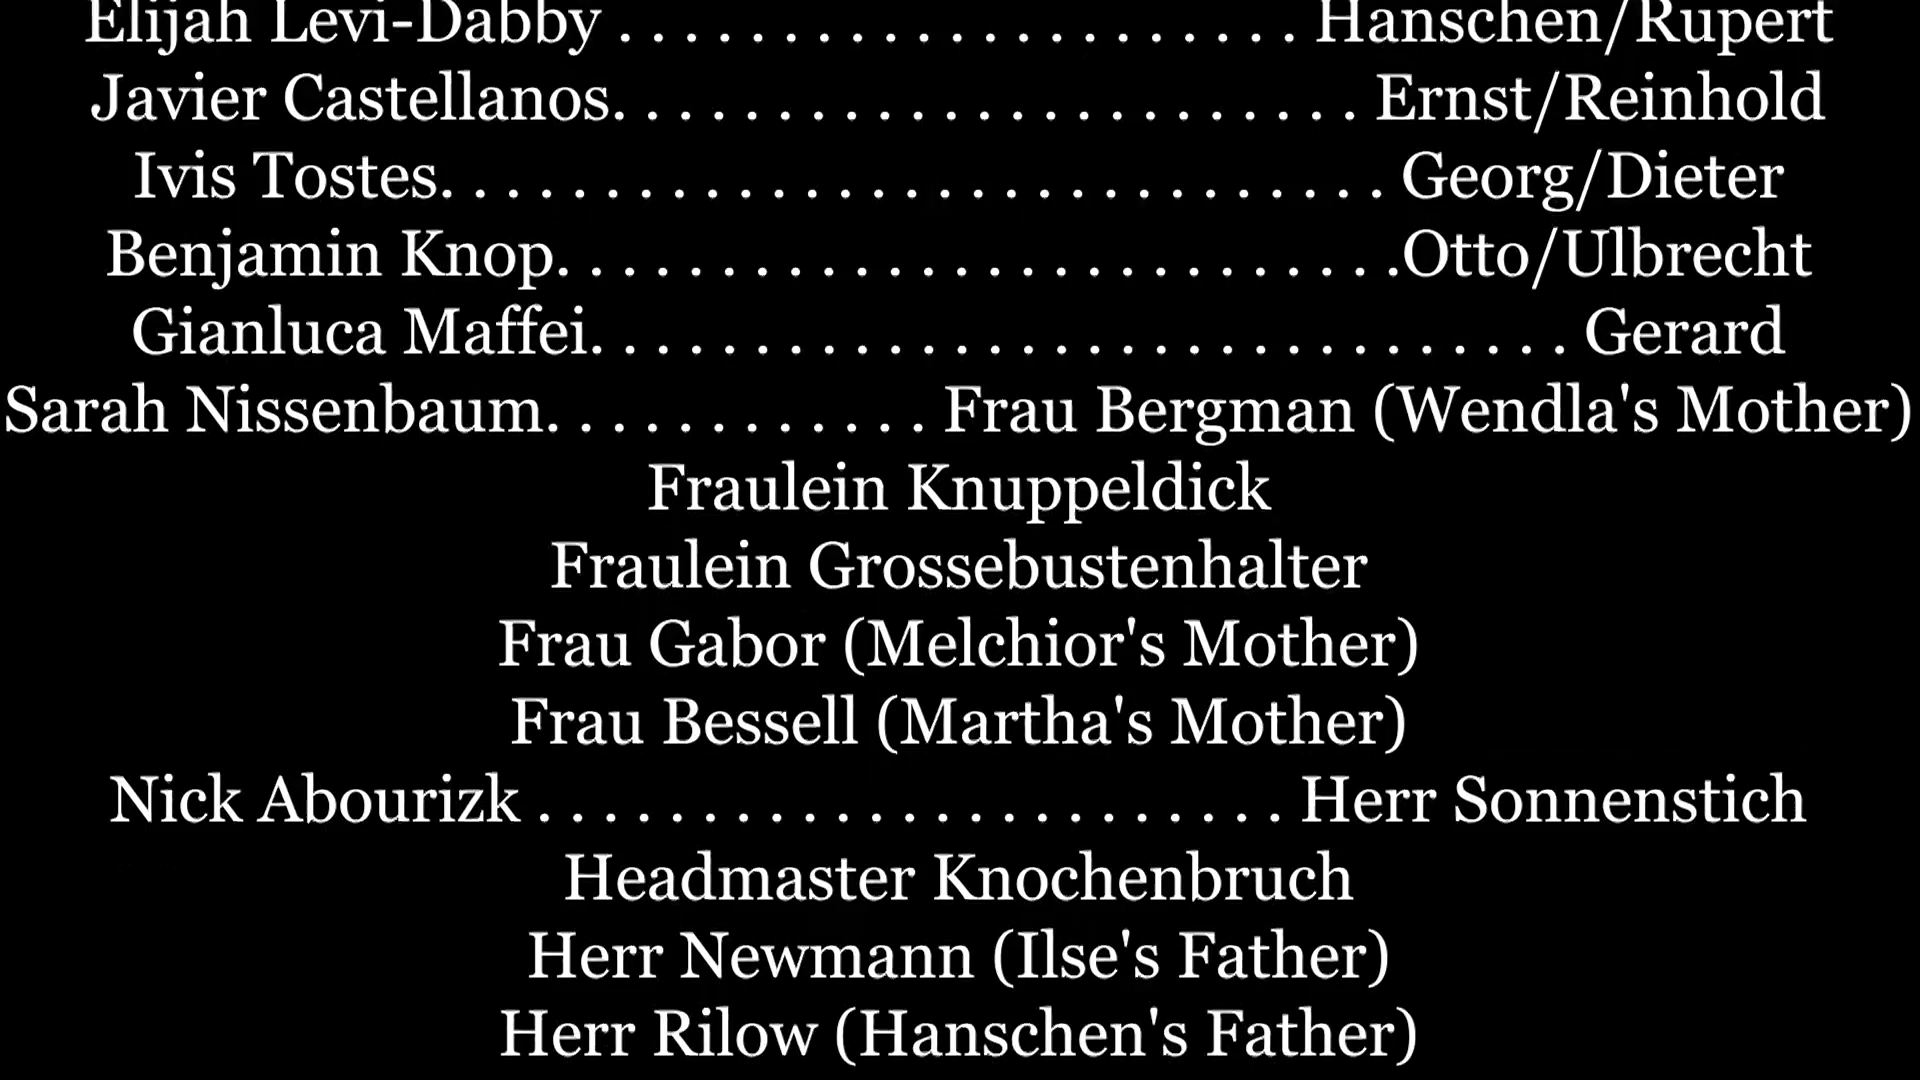 Elijah Levi-Dabby . . . . . . . . . . . . . . . . . . . . . Hanschen/Rupert
Javier Castellanos. . . . . . . . . . . . . . . . . . . . . . . Ernst/Reinhold
Ivis Tostes. . . . . . . . . . . . . . . . . . . . . . . . . . . . . Georg/Dieter
Benjamin Knop. . . . . . . . . . . . . . . . . . . . . . . . . .Otto/Ulbrecht
Gianluca Maffei. . . . . . . . . . . . . . . . . . . . . . . . . . . . . . Gerard
Sarah Nissenbaum. . . . . . . . . . . . Frau Bergman (Wendla's Mother)
Fraulein Knuppeldick
Fraulein Grossebustenhalter
Frau Gabor (Melchior's Mother)
Frau Bessell (Martha's Mother)
Nick Abourizk . . . . . . . . . . . . . . . . . . . . . . . Herr Sonnenstich
Headmaster Knochenbruch
Herr Newmann (Ilse's Father)
Herr Rilow (Hanschen's Father)